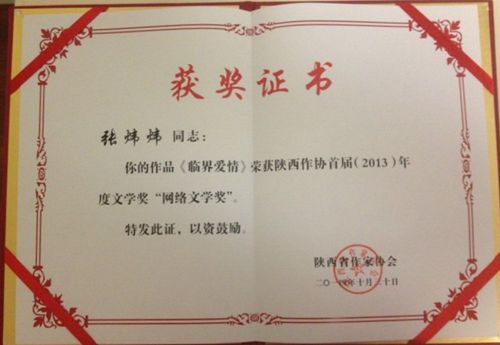 获奖证书
张炜炜 同志：
你的作品《临界爱情》荣获陕西作协首届（2013）年
度文学奖“网络文学奖”。
特发此证，以资鼓励。
陕西省作家协会
二〇一四年十月二十日